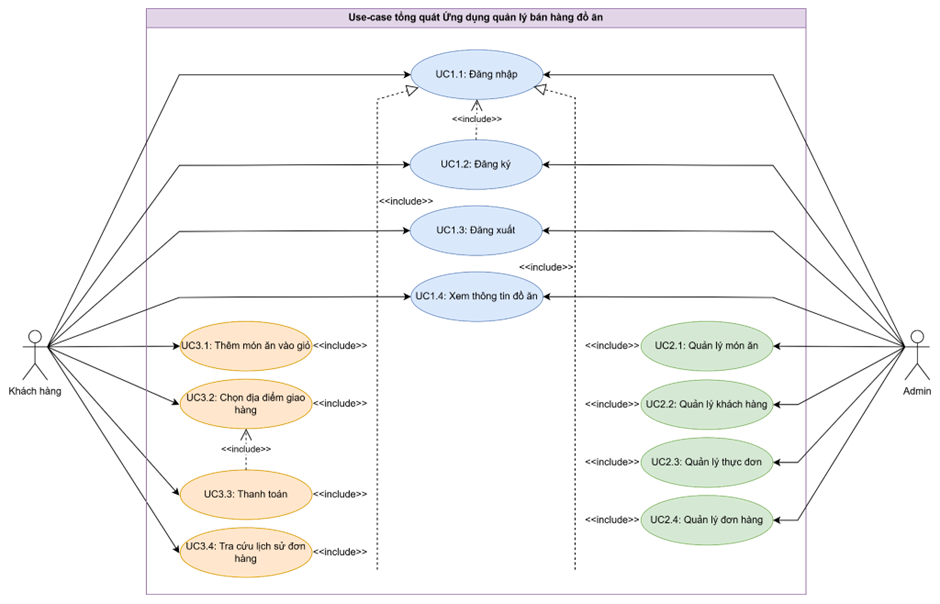 Use-case tổng quát Ứng dụng quản lý bán hàng đồ ăn
UC1.1: Đăng nhập
<<include>>
UC1.2: Đăng ký
<<include>>
UC1.3: Đăng xuất
<<include>>
UC1.4: Xem thông tin đồ ăn
UC3.1: Thêm món ăn vào giỏ
<<include>>
<<include>>
UC2.1: Quản lý món ăn
Khách hàng
Admin
UC3.2: Chọn địa điểm giao
hàng
<<include>>
<<include>>
UC2.2: Quản lý khách hàng
<<include>>
<<include>>
UC2.3: Quản lý thực đơn
UC3.3: Thanh toán
<<include>>
<<include>>
UC2.4: Quản lý đơn hàng
UC3.4: Tra cứu lịch sử đơn
hàng
<<include>>